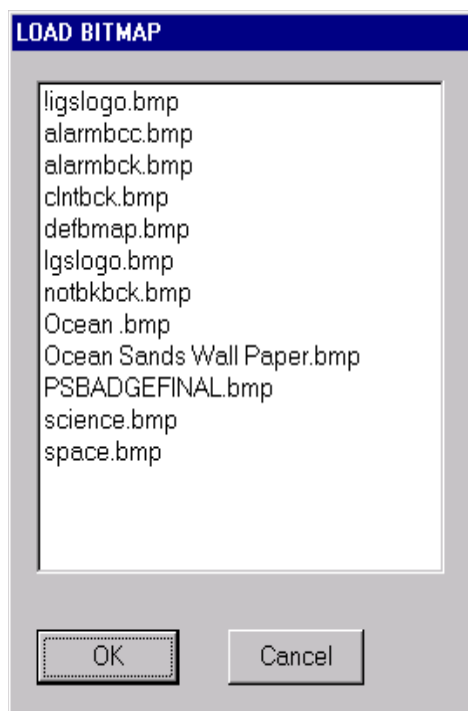 LOAD BITMAP
!igslogo.bmp
alarmbcc.bmp
alarmbck.bmp
clntbck.bmp
defbmap.bmp
lgslogo.bmp
notbkbck.bmp
Ocean .bmp
Ocean Sands Wall Paper.bmp
PSBADGEFINAL.bmp
science.bmp
space.bmp
OK
Cancel